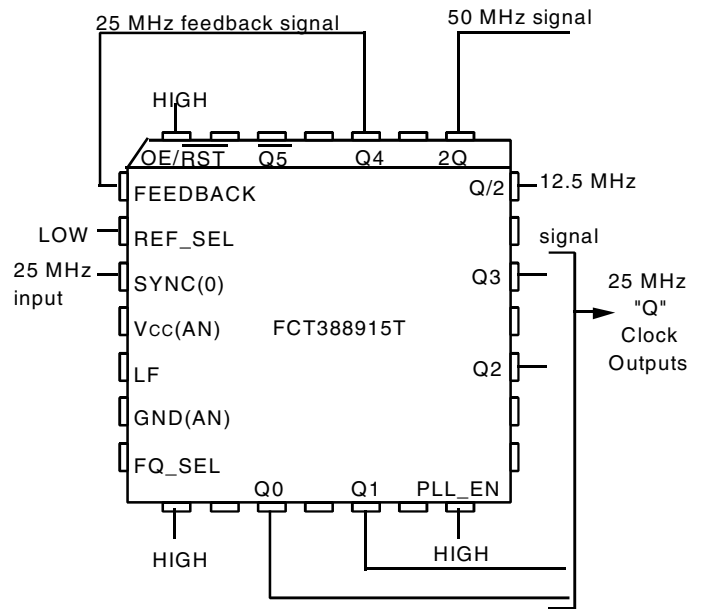 25 MHz feedback signal
50 MHz signal
HIGH
OE/RST Q5 Q4 2Q
FEEDBACK Q/2 12.5 MHz
LOW REF_SEL signal
25 MHz
input
SYNC(0) Q3
25 MHz
"Q"
Clock
Outputs
VCC(AN) FCT388915T
LF Q2
GND(AN)
FQ_SEL
Q0 Q1 PLL_EN
HIGH HIGH